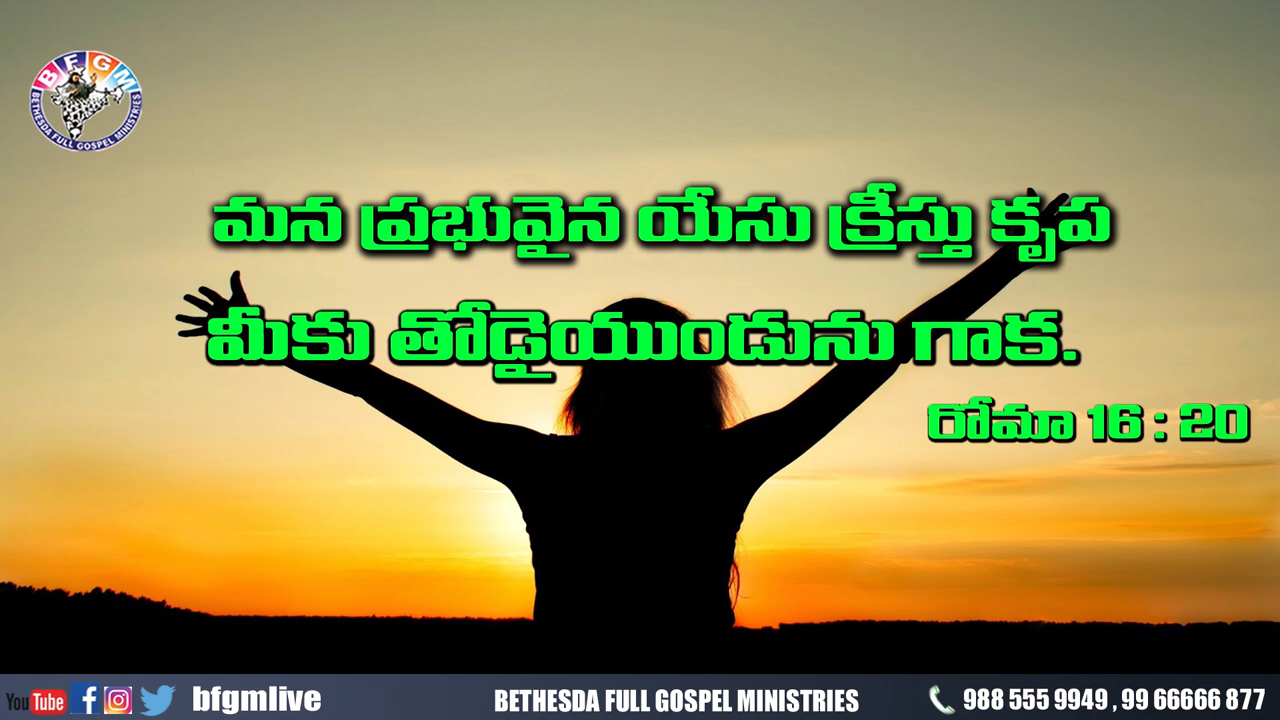 BFGM
BETHESDA FULL GOSPEL MINISTRIES
మన ప్రభువైన యేసు క్రీస్తు కృప
మీకు తోడైయుండును గాక.
రోమా 16 : 20
YouTube bfgmlive BETHESDA FULL GOSPEL MINISTRIES 988 555 9949 , 99 66666 877